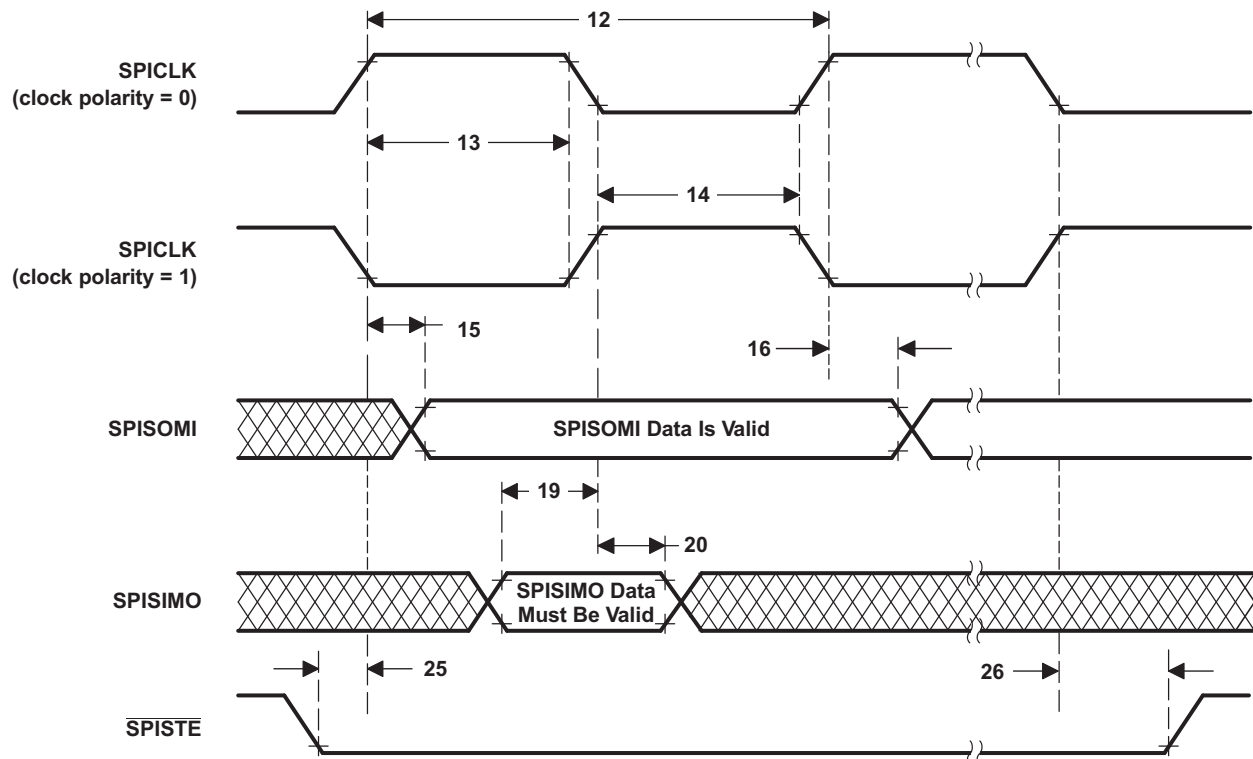 12
SPICLK
(clock polarity = 0)
13
14
SPICLK
(clock polarity = 1)
15
16
SPISOMI
SPISOMI Data Is Valid
19
20
SPISIMO
SPISIMO Data
Must Be Valid
25
26
SPISTE